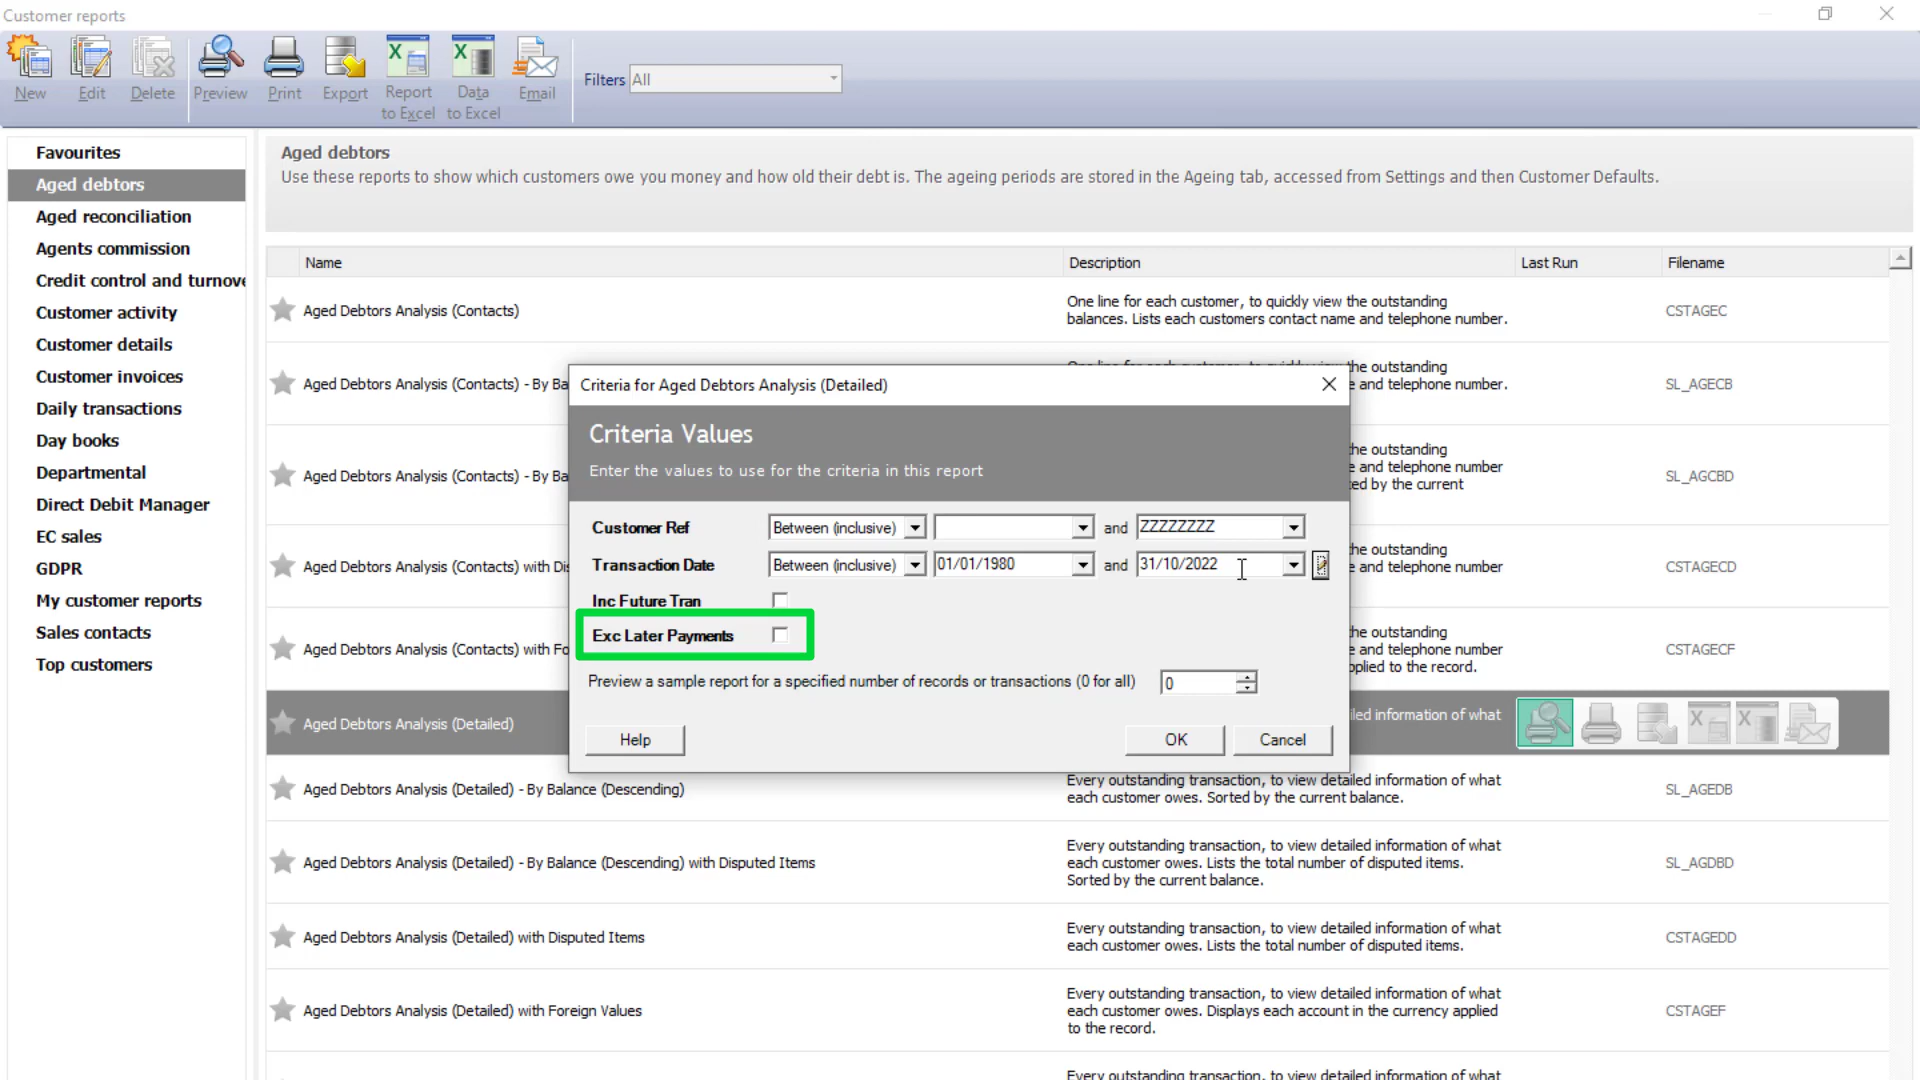 Customer reports
New
Edit
Delete
Preview
Print
Export
Report
to Excel
Data
to Excel
Email
Filters All
Favourites
Aged debtors
Aged reconciliation
Agents commission
Credit control and turnove
Customer activity
Customer details
Customer invoices
Daily transactions
Day books
Departmental
Direct Debit Manager
EC sales
GDPR
My customer reports
Sales contacts
Top customers
Aged debtors
Use these reports to show which customers owe you money and how old their debt is. The ageing periods are stored in the Ageing tab, accessed from Settings and then Customer Defaults.
Name Description Last Run Filename
Aged Debtors Analysis (Contacts)
One line for each customer, to quickly view the outstanding
balances. Lists each customers contact name and telephone number.
CSTAGEC
Aged Debtors Analysis (Contacts) - By Ba
the outstanding
e and telephone number.
SL_AGECB
Aged Debtors Analysis (Contacts) - By Ba
the outstanding
e and telephone number
ed by the current
SL_AGCBD
Aged Debtors Analysis (Contacts) with Dis
the outstanding
e and telephone number
CSTAGECD
Aged Debtors Analysis (Contacts) with Fo
the outstanding
e and telephone number
pplied to the record.
CSTAGECF
Aged Debtors Analysis (Detailed)
iled information of what
Criteria for Aged Debtors Analysis (Detailed)
Criteria Values
Enter the values to use for the criteria in this report
Customer Ref Between (inclusive) and ZZZZZZZZ
Transaction Date Between (inclusive) 01/01/1980 and 31/10/2022
Inc Future Tran
Exc Later Payments
Preview a sample report for a specified number of records or transactions (0 for all) 0
Help OK Cancel
Aged Debtors Analysis (Detailed) - By Balance (Descending)
Every outstanding transaction, to view detailed information of what
each customer owes. Sorted by the current balance.
SL_AGEDB
Aged Debtors Analysis (Detailed) - By Balance (Descending) with Disputed Items
Every outstanding transaction, to view detailed information of what
each customer owes. Lists the total number of disputed items.
Sorted by the current balance.
SL_AGDBD
Aged Debtors Analysis (Detailed) with Disputed Items
Every outstanding transaction, to view detailed information of what
each customer owes. Lists the total number of disputed items.
CSTAGEDD
Aged Debtors Analysis (Detailed) with Foreign Values
Every outstanding transaction, to view detailed information of what
each customer owes. Displays each account in the currency applied
to the record.
CSTAGEF
Every outstanding transaction, to view detailed information of what